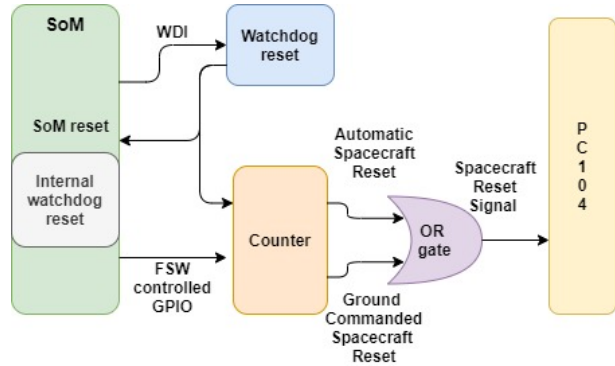 SoM
WDI
Watchdog
reset
SoM reset
Internal
watchdog
reset
FSW
controlled
GPIO
Counter
Automatic
Spacecraft
Reset
Ground
Commanded
Spacecraft
Reset
OR
gate
Spacecraft
Reset
Signal
P
C
1
0
4